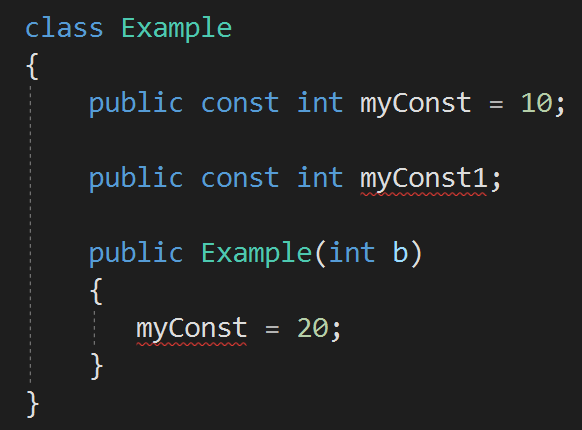 class Example
{
public const int myConst = 10;
public const int myConst1;
public Example(int b)
{
myConst = 20;
}
}